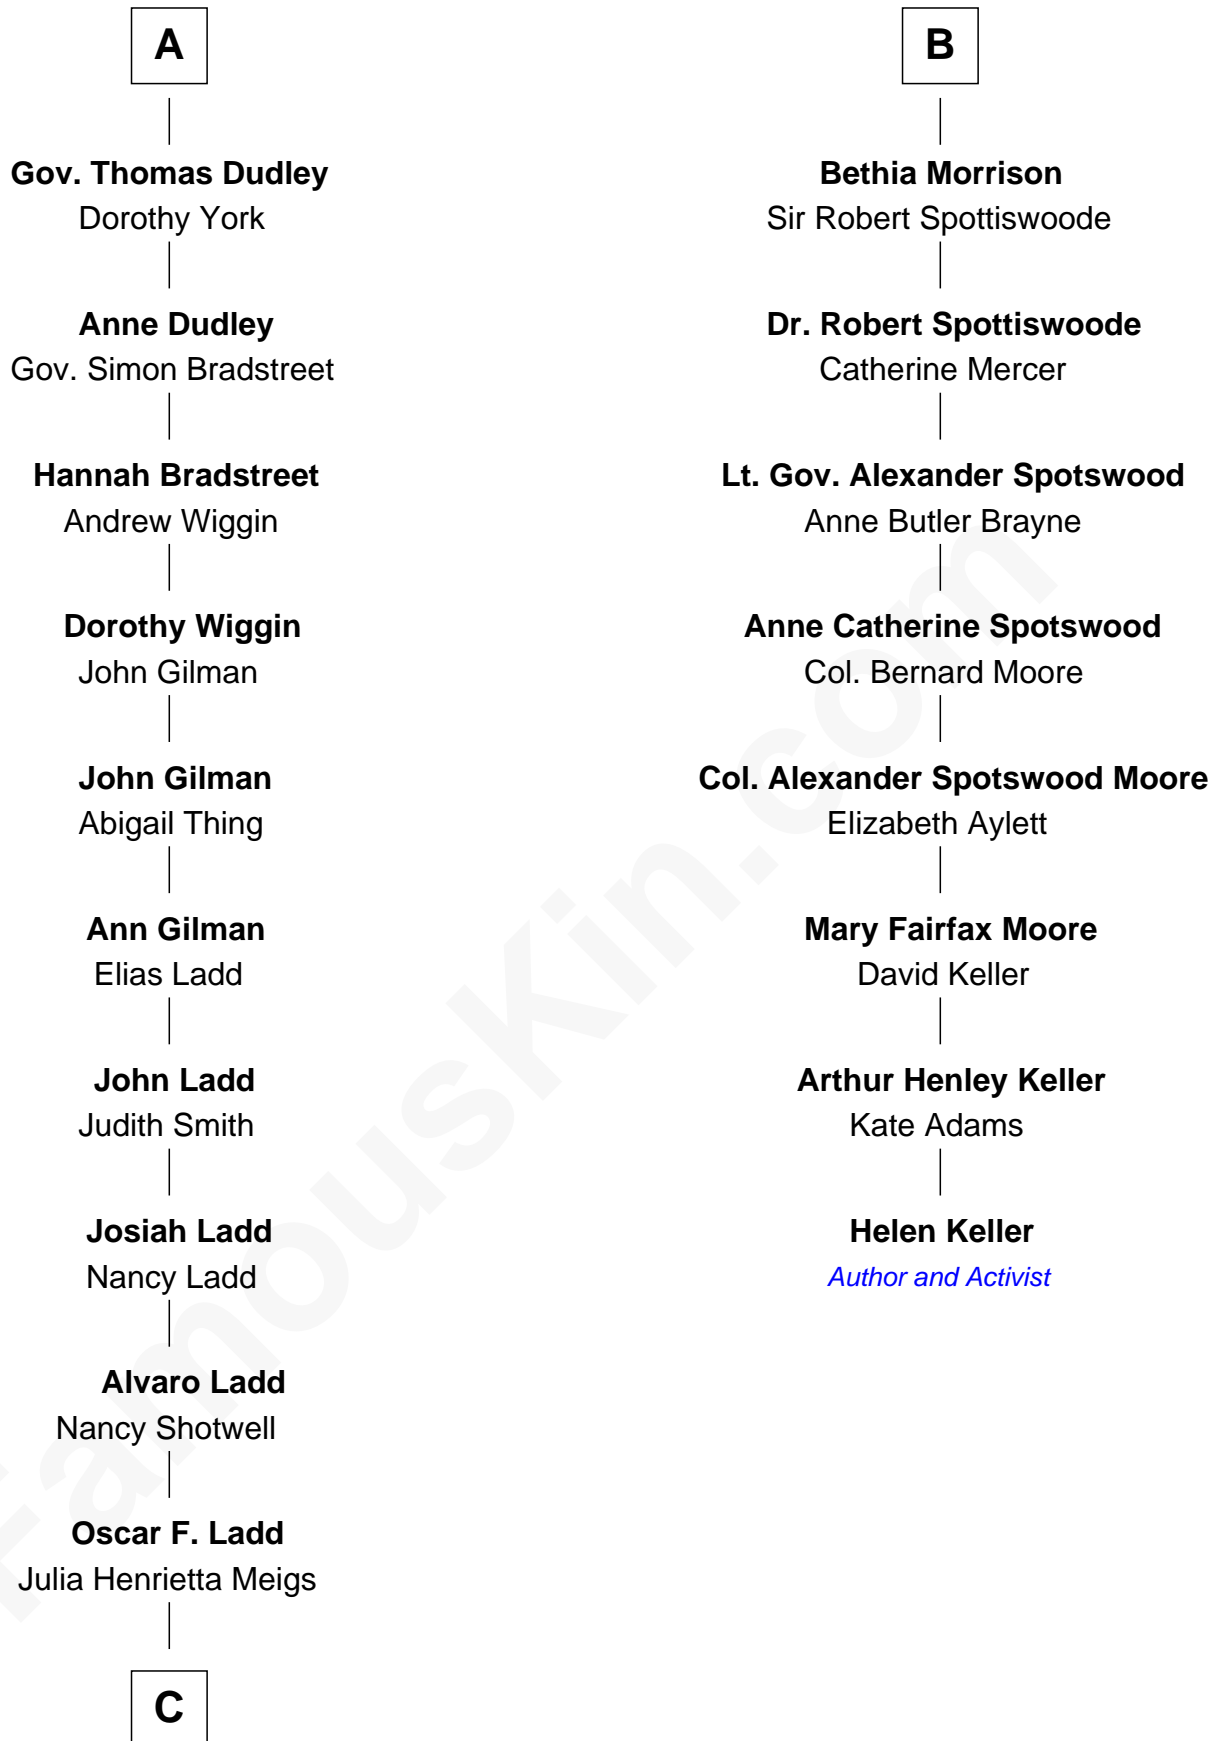 A
Gov. Thomas Dudley
Dorothy York
Anne Dudley
Gov. Simon Bradstreet
Hannah Bradstreet
Andrew Wiggin
Dorothy Wiggin
John Gilman
John Gilman
Abigail Thing
Ann Gilman
Elias Ladd
John Ladd
Judith Smith
Josiah Ladd
Nancy Ladd
Alvaro Ladd
Nancy Shotwell
Oscar F. Ladd
Julia Henrietta Meigs
C
B
Bethia Morrison
Sir Robert Spottiswoode
Dr. Robert Spottiswoode
Catherine Mercer
Lt. Gov. Alexander Spotswood
Anne Butler Brayne
Anne Catherine Spotswood
Col. Bernard Moore
Col. Alexander Spotswood Moore
Elizabeth Aylett
Mary Fairfax Moore
David Keller
Arthur Henley Keller
Kate Adams
Helen Keller
Author and Activist
FamousKin.com